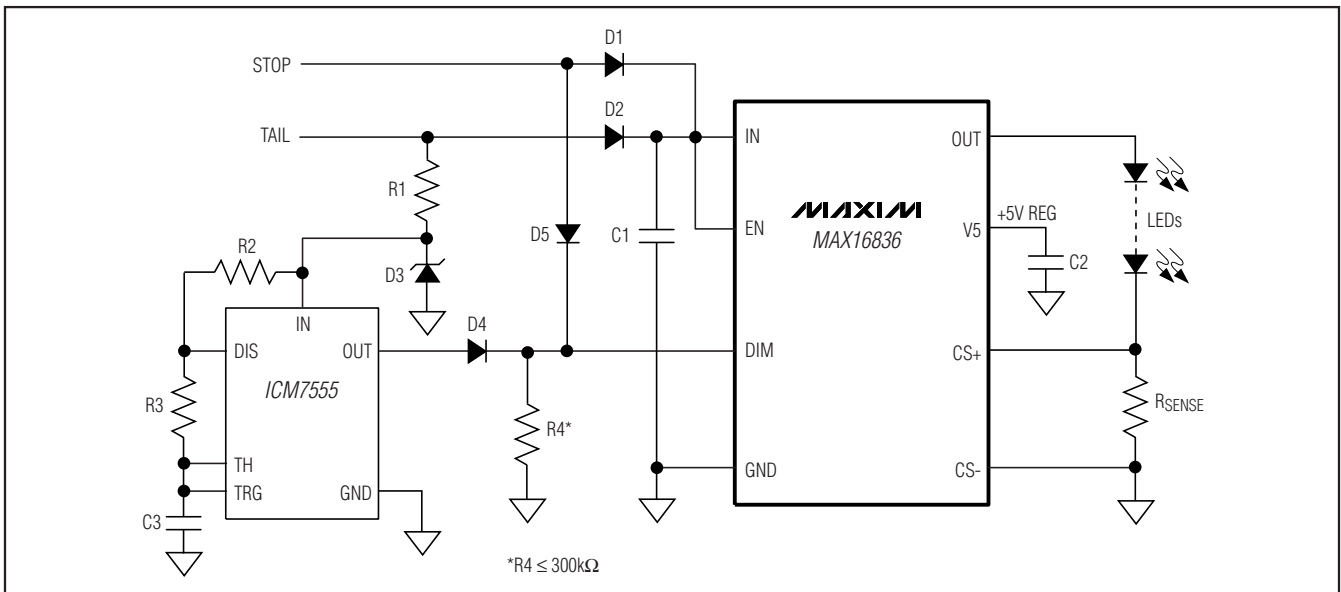 D1
STOP
D2
TAIL
IN
OUT
R1
MAXIM
MAX16836
+5V REG
LEDs
R2
D5
C1
EN
V5
C2
D3
IN
D4
DIS
OUT
DIM
CS+
ICM7555
R3
R4*
RSENSE
TH
GND
CS-
TRG
GND
C3
*R4 ≤ 300kΩ